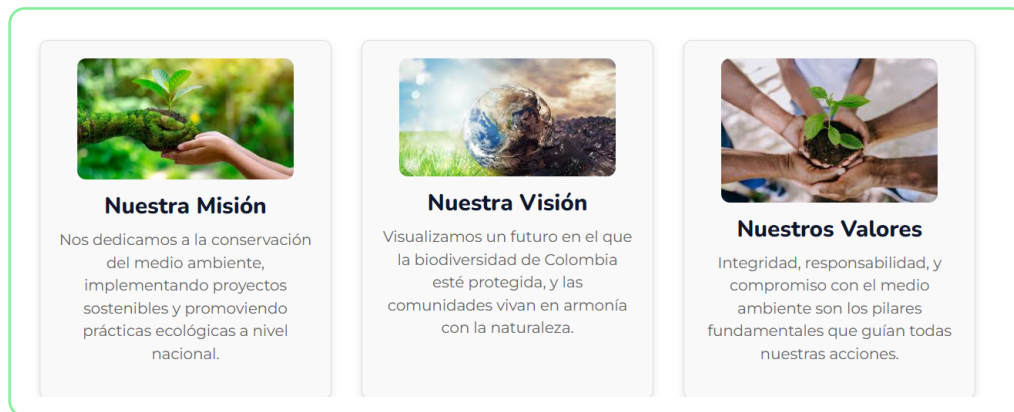 Nuestra Misión
Nos dedicamos a la conservación
del medio ambiente,
implementando proyectos
sostenibles y promoviendo
prácticas ecológicas a nivel
nacional.
Nuestra Visión
Visualizamos un futuro en el que
la biodiversidad de Colombia
esté protegida, y las
comunidades vivan en armonía
con la naturaleza.
Nuestros Valores
Integridad, responsabilidad, y
compromiso con el medio
ambiente son los pilares
fundamentales que guían todas
nuestras acciones.